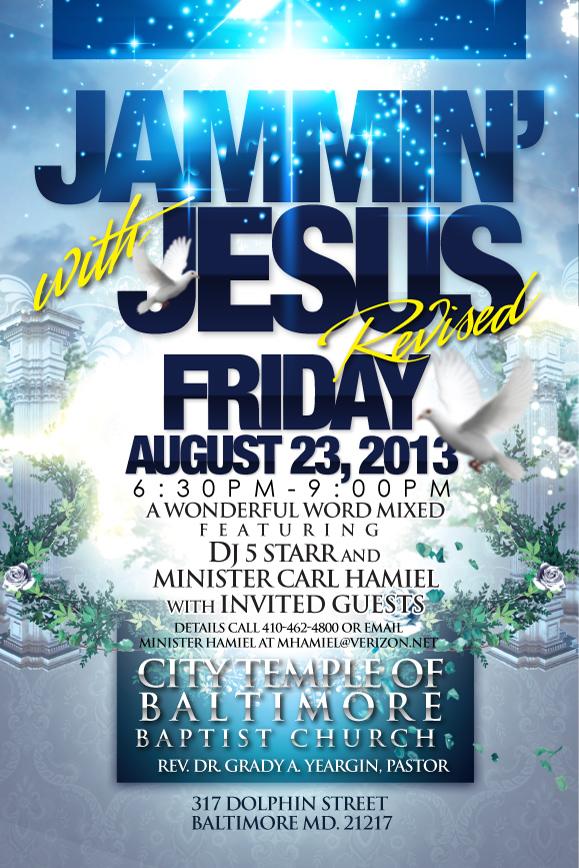 JAMMIN'
with JESUS
Revised
FRIDAY
AUGUST 23, 2013
6:30PM-9:00PM
A WONDERFUL WORD MIXED
FEATURING
DJ 5 STARR AND
MINISTER CARL HAMIEL
WITH INVITED GUESTS
DETAILS CALL 410-462-4800 OR EMAIL
MINISTER HAMIEL AT MHAMIEL@VERIZON.NET
CITY TEMPLE OF
BALTIMORE
BAPTIST CHURCH
REV. DR. GRADY A. YEARGIN, PASTOR
317 DOLPHIN STREET
BALTIMORE MD. 21217